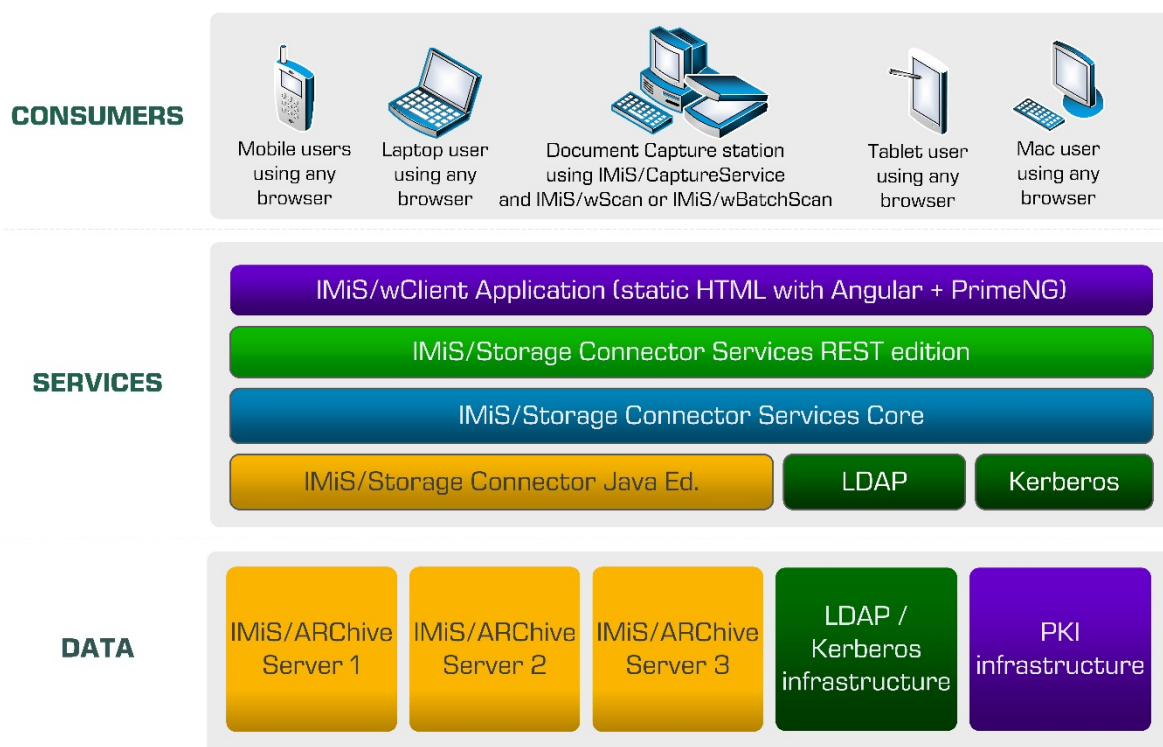 CONSUMERS
Mobile users
using any
browser
Laptop user
using any
browser
Document Capture station
using IMiS/CaptureService
and IMiS/wScan or IMiS/wBatchScan
Tablet user
using any
browser
Mac user
using any
browser
SERVICES
IMiS/wClient Application (static HTML with Angular + PrimeNG)
IMiS/Storage Connector Services REST edition
IMiS/Storage Connector Services Core
IMiS/Storage Connector Java Ed.
LDAP
Kerberos
DATA
IMiS/ARChive
Server 1
IMiS/ARChive
Server 2
IMiS/ARChive
Server 3
LDAP /
Kerberos
infrastructure
PKI
infrastructure